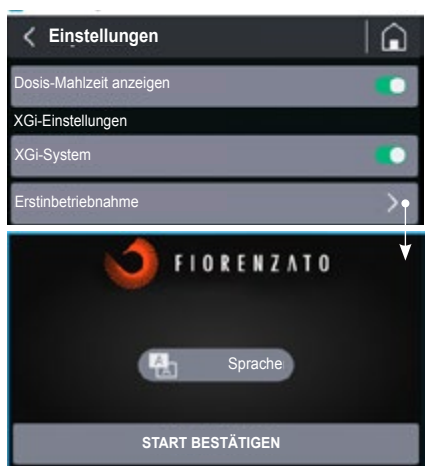 Einstellungen
Dosis-Mahlzeit anzeigen
XGi-Einstellungen
XGi-System
Erstinbetriebnahme
FIORENZATO
Sprache
START BESTÄTIGEN